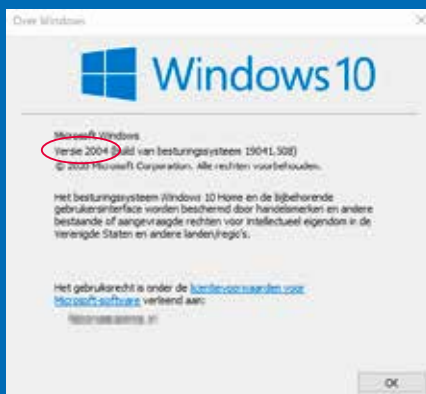 Over Windows
Windows 10
Microsoft Windows
Versie 2004 (Build van besturingssysteem 19041.508)
© 2020 Microsoft Corporation. Alle rechten voorbehouden.
Het besturingssysteem Windows 10 Home en de bijbehorende
gebruikersinterface worden beschermd door handelsmerken en andere
bestaande of aangevraagde rechten voor intellectueel eigendom in de
Verenigde Staten en andere landen/regio's.
Het gebruiksrecht is onder de licentievoorwaarden voor
Microsoft-software verleend aan:
OK